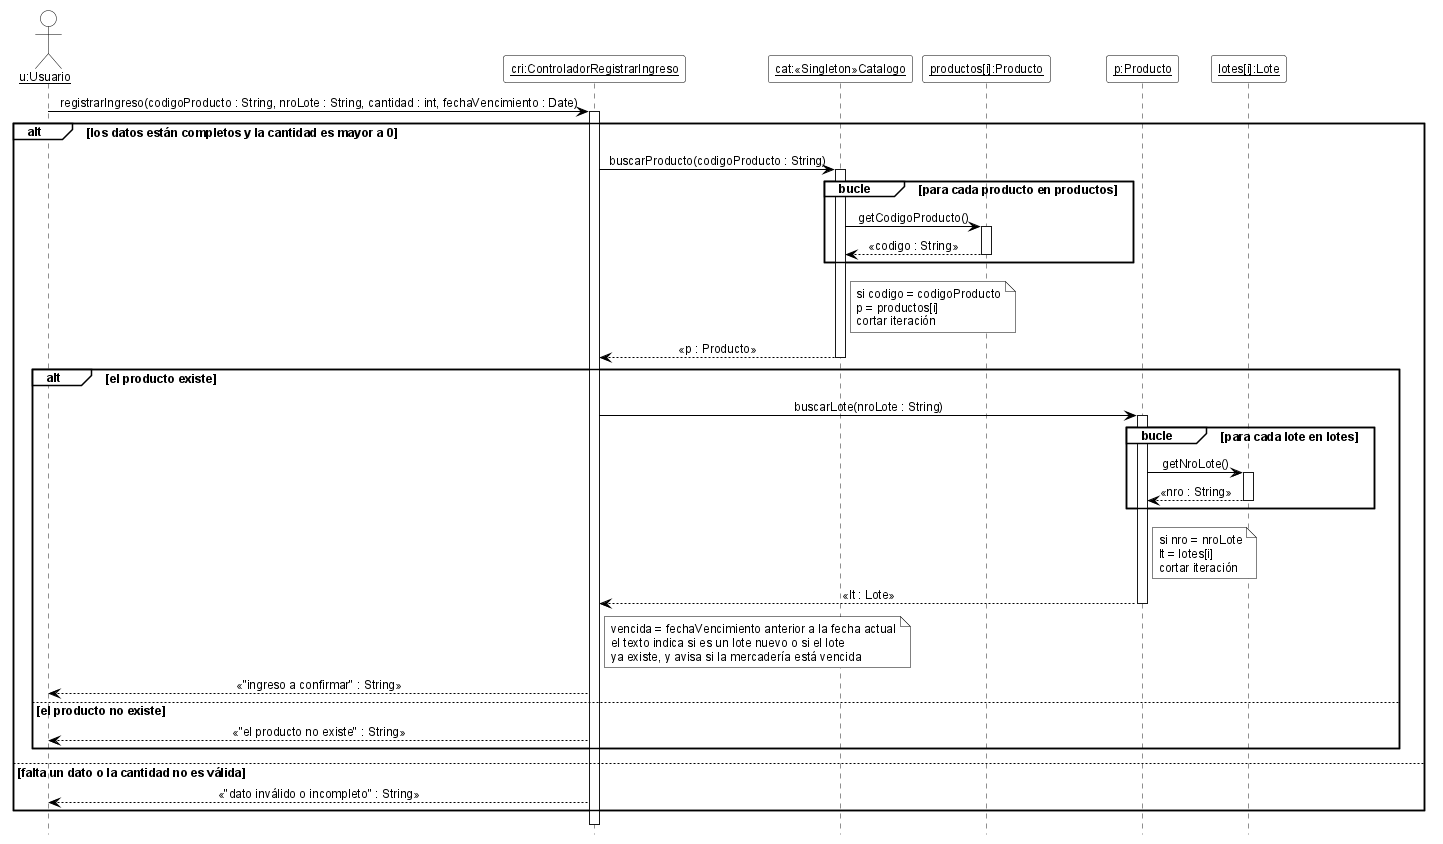 u:Usuario
cri:ControladorRegistrarIngreso
cat:«Singleton»Catalogo
productos[i]:Producto
p:Producto
lotes[i]:Lote
registrarIngreso(codigoProducto : String, nroLote : String, cantidad : int, fechaVencimiento : Date)
alt [los datos están completos y la cantidad es mayor a 0]
buscarProducto(codigoProducto : String)
bucle [para cada producto en productos]
getCodigoProducto()
«codigo : String»
si codigo = codigoProducto
p = productos[i]
cortar iteración
«p : Producto»
alt [el producto existe]
buscarLote(nroLote : String)
bucle [para cada lote en lotes]
getNroLote()
«nro : String»
si nro = nroLote
lt = lotes[i]
cortar iteración
«lt : Lote»
vencida = fechaVencimiento anterior a la fecha actual
el texto indica si es un lote nuevo o si el lote
ya existe, y avisa si la mercadería está vencida
«"ingreso a confirmar" : String»
[el producto no existe]
«"el producto no existe" : String»
[falta un dato o la cantidad no es válida]
«"dato inválido o incompleto" : String»